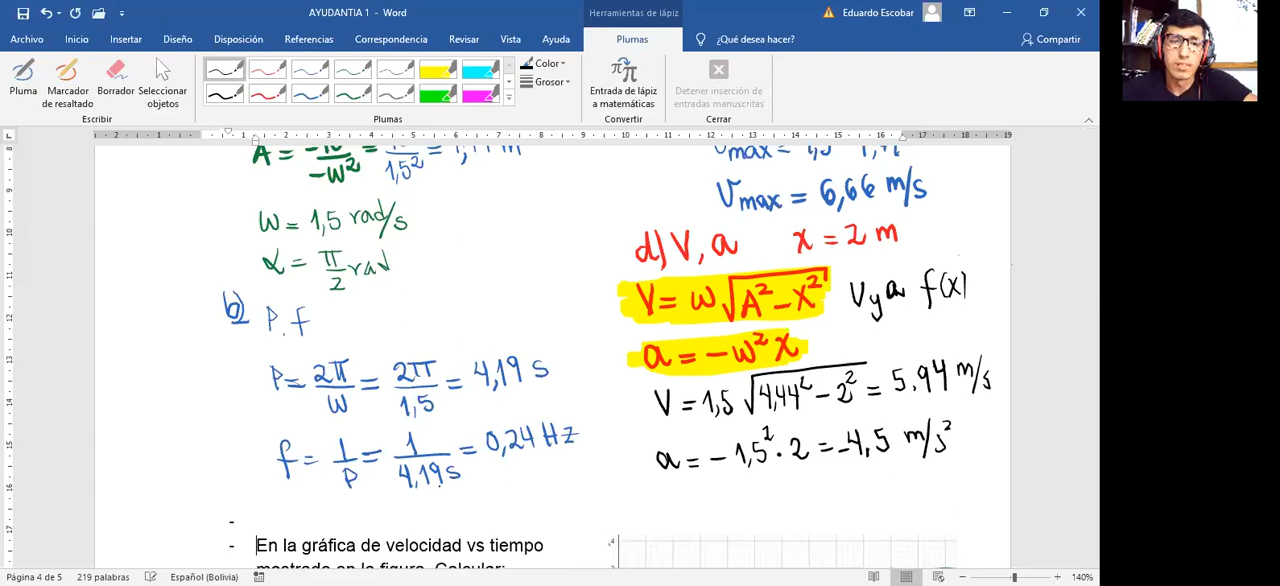 AYUDANTIA 1 - Word
Herramientas de lápiz
Eduardo Escobar
Archivo Inicio Insertar Diseño Disposición Referencias Correspondencia Revisar Vista Ayuda Plumas ¿Qué desea hacer? Compartir
Pluma
Marcador de resaltado
Borrador
Seleccionar objetos
Escribir
Plumas
Color
Grosor
Entrada de lápiz a matemáticas
Convertir
Detener inserción de entradas manuscritas
Cerrar
ω = 1,5 rad/s
α = π/2 rad
b) P. f
P = 2π/ω = 2π/1,5 = 4,19 s
f = 1/P = 1/4,19s = 0,24 Hz
Vmax = 6,66 m/s
d) V, a x = 2 m
V = ω√(A² - X²) V y a f(x)
a = -ω² X
V = 1,5 √(4,44² - 2²) = 5.94 m/s
a = - 1,5² · 2 = -4,5 m/s²
-
- En la gráfica de velocidad vs tiempo
mostrado en la figura. Calcular:
Página 4 de 5 219 palabras Español (Bolivia) 140%